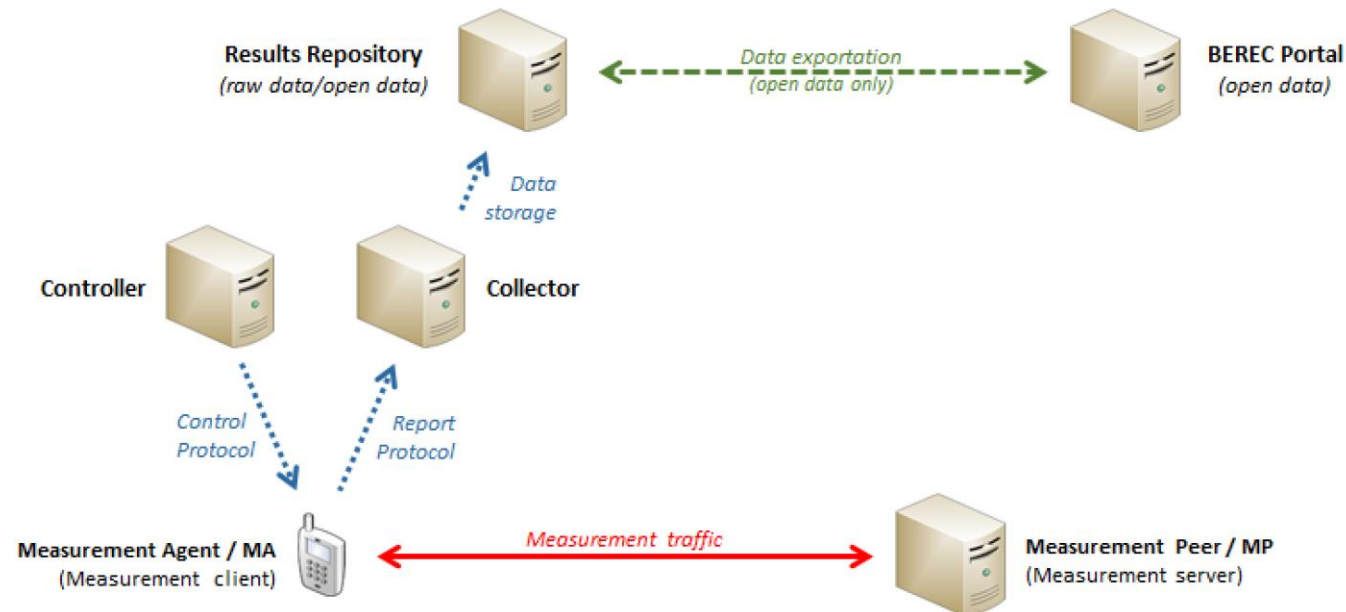 Results Repository
(raw data/open data)
Data exportation
(open data only)
BEREC Portal
(open data)
Data
storage
Controller
Collector
Control
Protocol
Report
Protocol
Measurement Agent / MA
(Measurement client)
Measurement traffic
Measurement Peer / MP
(Measurement server)